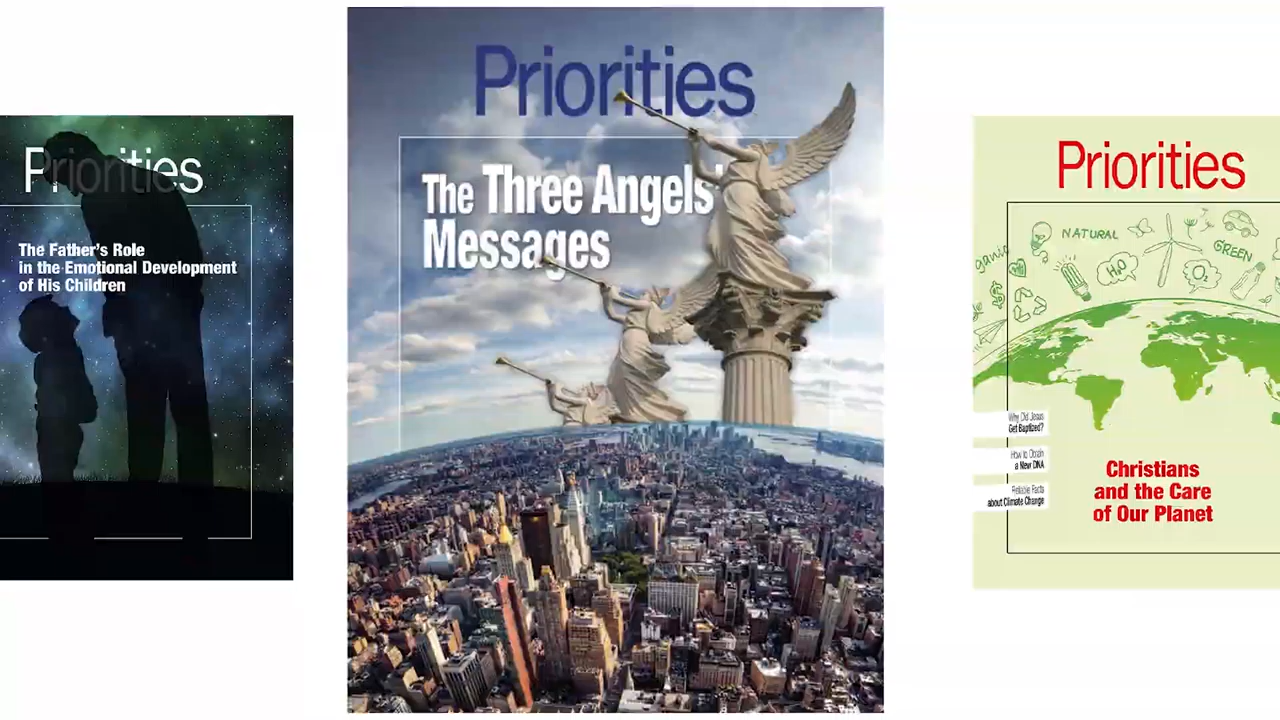 Priorities
The Father's Role
in the Emotional Development
of His Children
Priorities
The Three Angels'
Messages
Priorities
NATURAL
GREEN
H₂O
O₂
Why Did Jesus
Get Baptized?
How to Obtain
a New DNA
Reliable Facts
about Climate Change
Christians
and the Care
of Our Planet